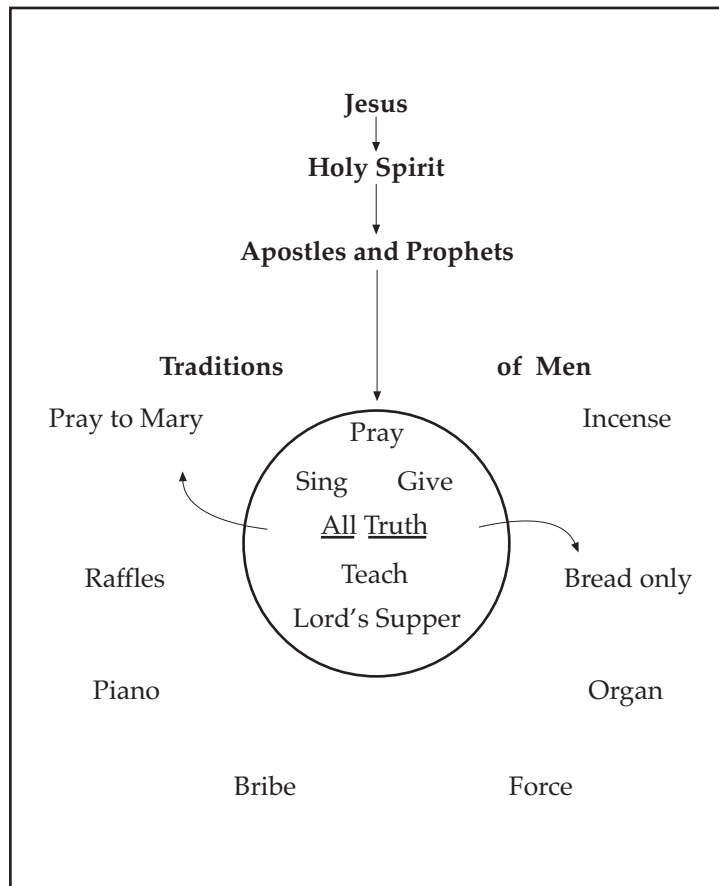 Jesus
Holy Spirit
Apostles and Prophets
Traditions of Men
Pray to Mary
Incense
Pray
Sing Give
All Truth
Teach
Lord's Supper
Raffles
Bread only
Piano
Organ
Bribe
Force